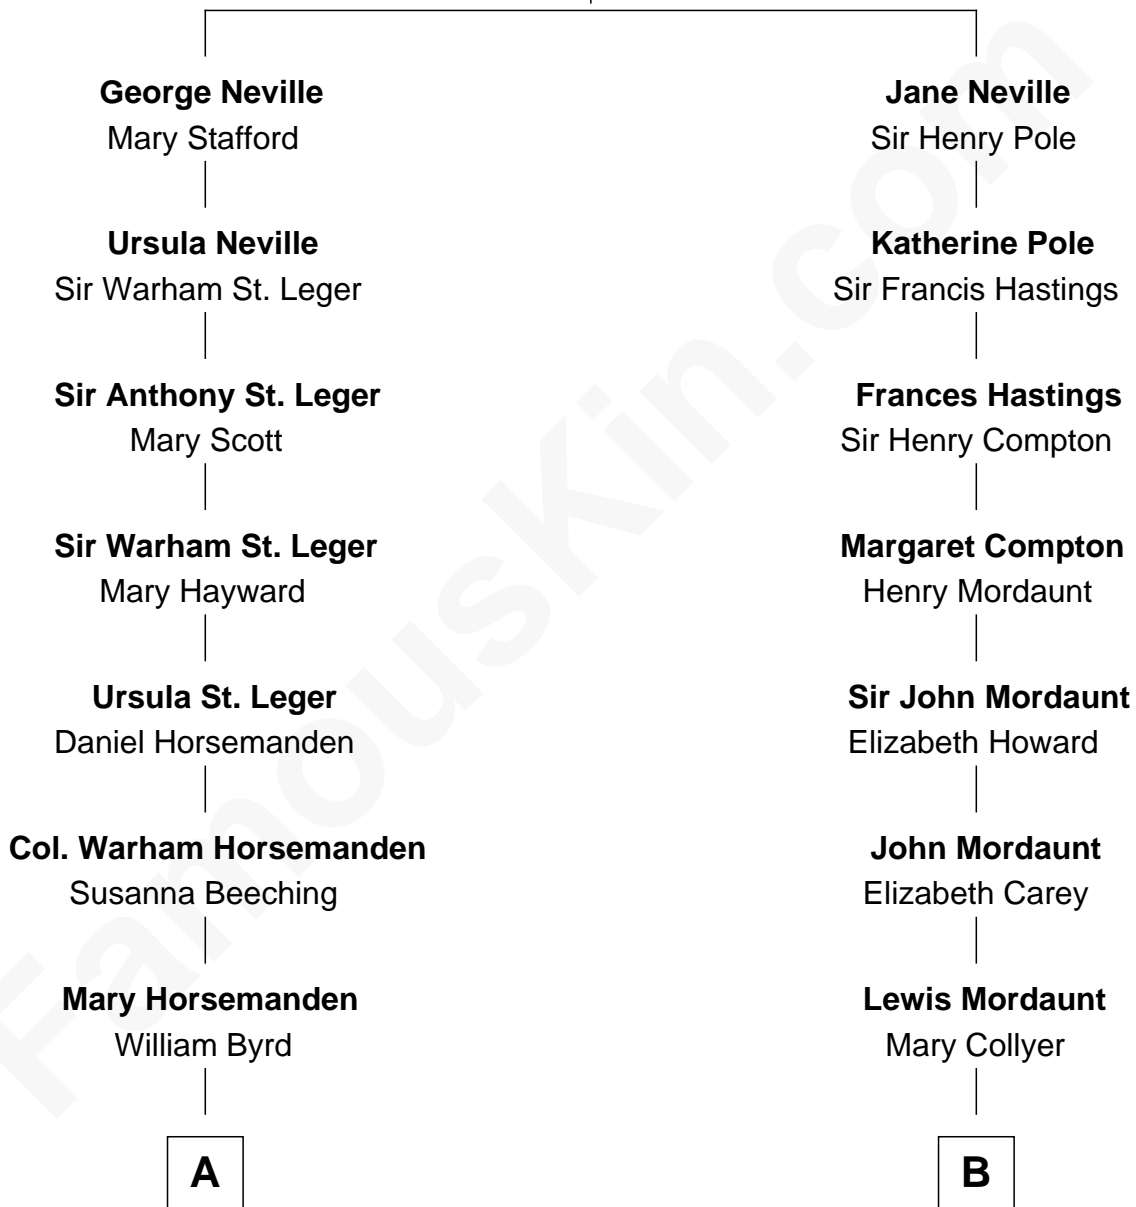 George Neville
Mary Stafford
Ursula Neville
Sir Warham St. Leger
Sir Anthony St. Leger
Mary Scott
Sir Warham St. Leger
Mary Hayward
Ursula St. Leger
Daniel Horsemanden
Col. Warham Horsemanden
Susanna Beeching
Mary Horsemanden
William Byrd
A
Jane Neville
Sir Henry Pole
Katherine Pole
Sir Francis Hastings
Frances Hastings
Sir Henry Compton
Margaret Compton
Henry Mordaunt
Sir John Mordaunt
Elizabeth Howard
John Mordaunt
Elizabeth Carey
Lewis Mordaunt
Mary Collyer
B
FamousKin.com